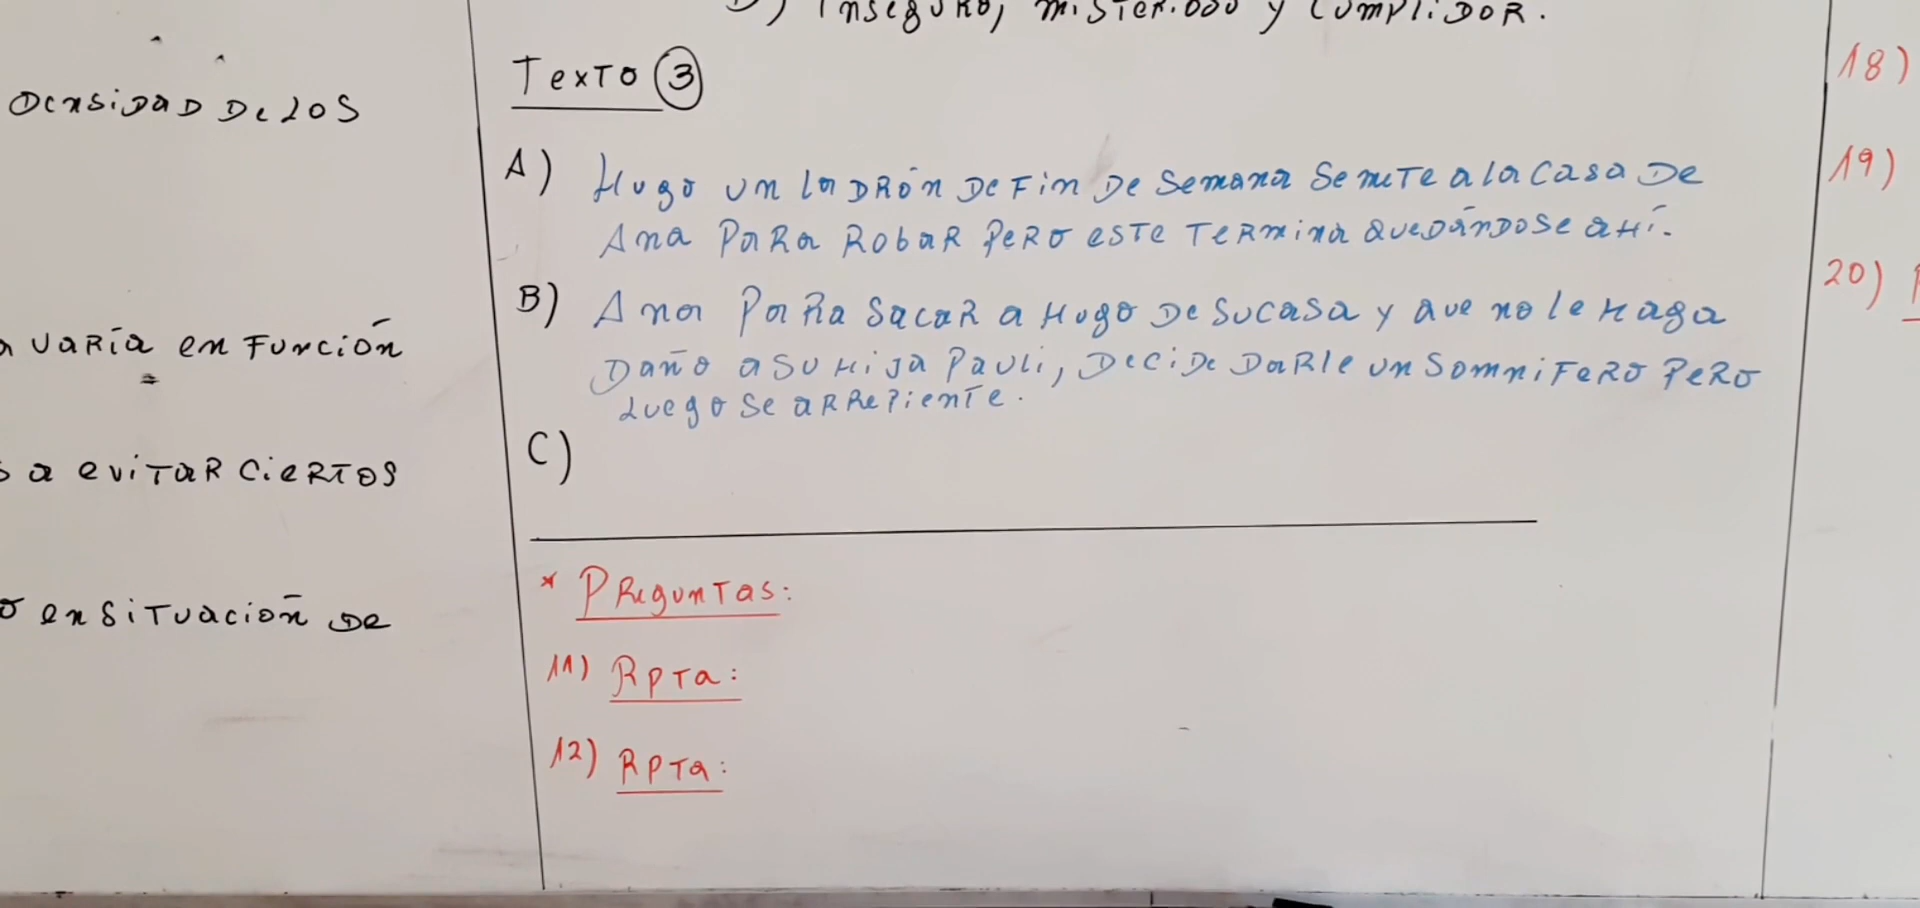 D) Inseguro, misterioso y cumplidor.
Densidad de los
varía en función
a evitar ciertos
en situación de
Texto 3
A) Hugo un ladrón de fin de semana se mete a la casa de
Ana para robar pero este termina quedándose ahí.
B) Ana para sacar a Hugo de su casa y que no le haga
daño a su hija Pauli, decide darle un somnifero pero
luego se arrepiente.
C)
* Preguntas:
11) Rpta:
12) Rpta:
18)
19)
20)